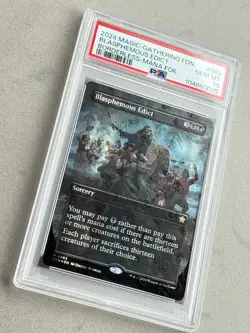 2024 MAGIC-GATHERING FDN
BLASPHEMOUS EDICT
BORDERLESS-MANA FOIL
GEM MT
10
PSA
Blasphemous Edict
Sorcery
You may pay B rather than pay this
spell's mana cost if there are thirteen
or more creatures on the battlefield.
Each player sacrifices thirteen
creatures of their choice.